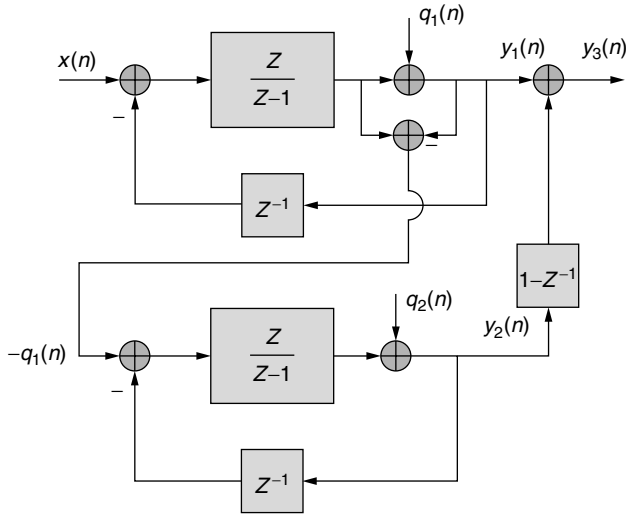 q₁(n)
x(n)
Z
Z–1
y₁(n)
y₃(n)
–
–
Z⁻¹
1–Z⁻¹
q₂(n)
–q₁(n)
Z
Z–1
y₂(n)
–
Z⁻¹